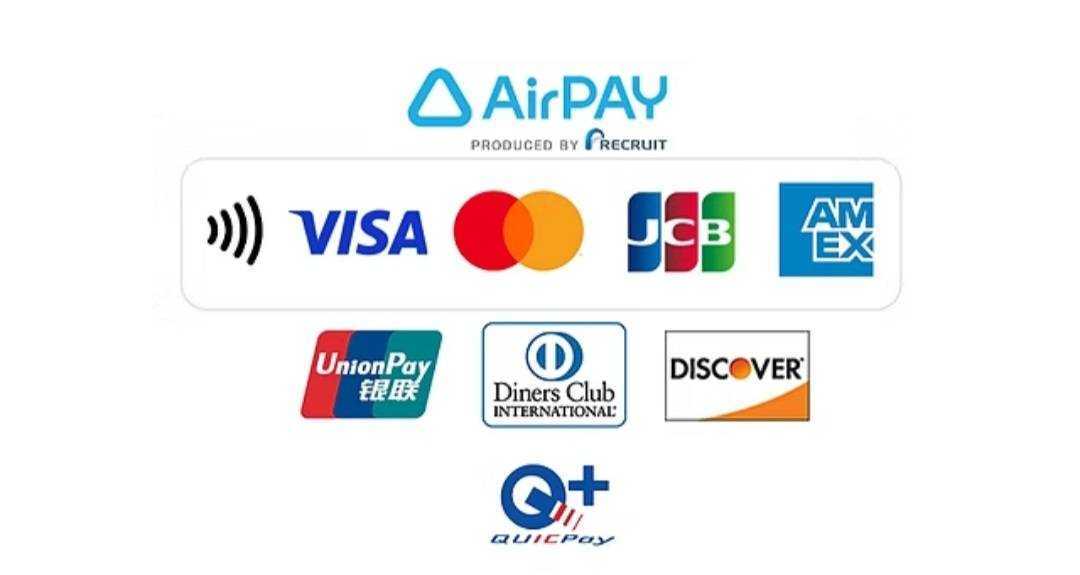 AirPAY
PRODUCED BY RECRUIT
VISA
JCB
AM
EX
UnionPay
银联
Diners Club
INTERNATIONAL®
DISCOVER®
Q+
QUICPay